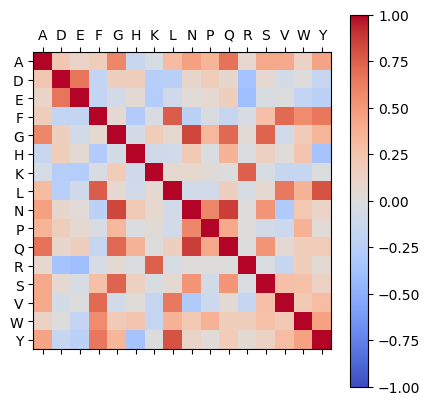 A D E F G H K L N P Q R S V W Y
A
D
E
F
G
H
K
L
N
P
Q
R
S
V
W
Y
1.00
0.75
0.50
0.25
0.00
−0.25
−0.50
−0.75
−1.00